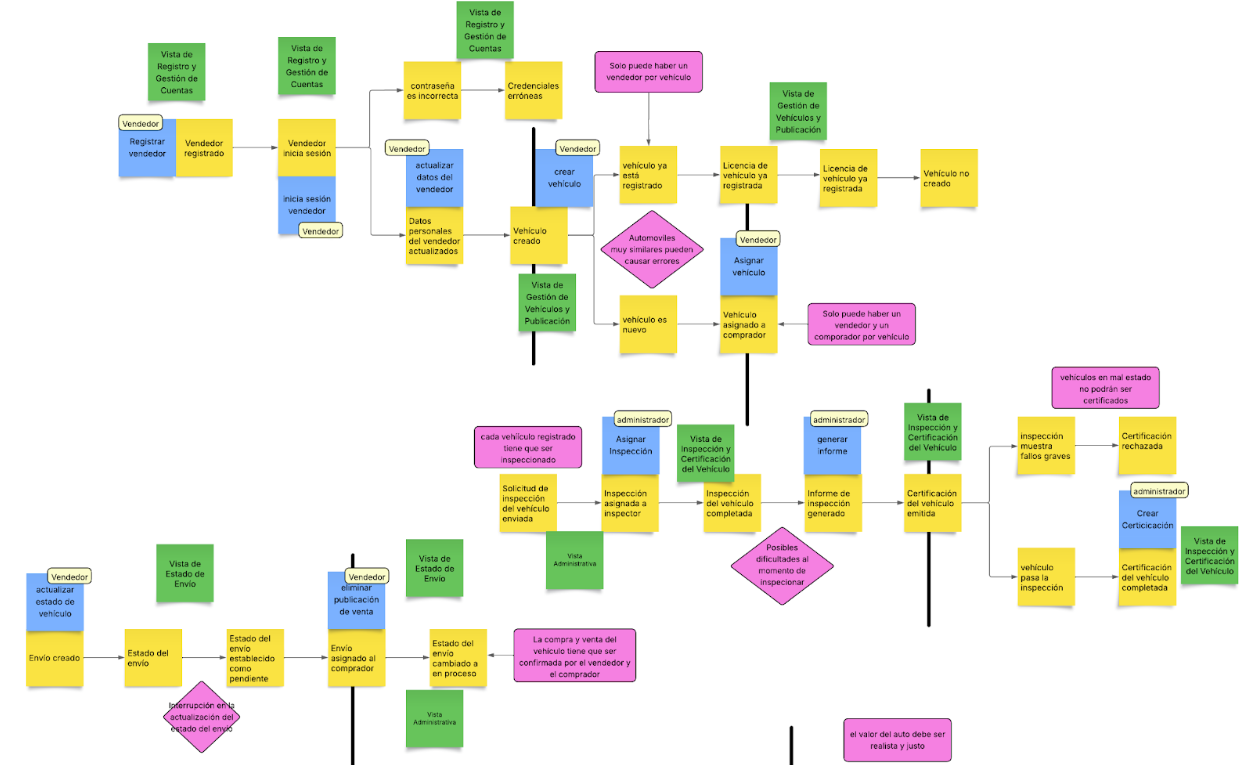 Vista de
Registro y
Gestión de
Cuentas
Vista de
Registro y
Gestión de
Cuentas
Vista de
Registro y
Gestión de
Cuentas
Vendedor
Registrar
vendedor
Vendedor
registrado
Vendedor
inicia sesión
inicia sesión
vendedor
Vendedor
contraseña
es incorrecta
Credenciales
erróneas
Vendedor
actualizar
datos del
vendedor
Datos
personales
del vendedor
actualizados
Vendedor
crear
vehículo
Vehículo
creado
Vista de
Gestión de
Vehículos y
Publicación
Solo puede haber un
vendedor por vehículo
vehículo ya
está
registrado
Licencia de
vehículo ya
registrada
Vista de
Gestión de
Vehículos y
Publicación
Licencia de
vehículo ya
registrada
Vehículo no
creado
Automoviles
muy similares pueden
causar errores
Vendedor
Asignar
vehículo
vehículo es
nuevo
Vehículo
asignado a
comprador
Solo puede haber un
vendedor y un
comporador por vehículo
cada vehiículo registrado
tiene que ser
inspeccionado
Solicitud de
inspección
del vehículo
enviada
administrador
Asignar
Inspección
Inspección
asignada a
inspector
Vista
Administrativa
Vista de
Inspección y
Certificación
del Vehículo
Inspección
del vehículo
completada
administrador
generar
informe
Informe de
inspección
generado
Posibles
dificultades al
momento de
inspecionar
Vista de
Inspección y
Certificación
del Vehículo
Certificación
del vehículo
emitida
vehículos en mal estado
no podrán ser
certificados
inspección
muestra
fallos graves
Certificación
rechazada
administrador
Crear
Certicicación
vehículo
pasa la
inspección
Certificación
del vehículo
completada
Vista de
Inspección y
Certificación
del Vehículo
Vendedor
actualizar
estado de
vehículo
Envío creado
Vista de
Estado de
Envío
Estado del
envío
Estado del
envío
establecido
como
pendiente
Interrupción en la
actualización del
estado del envío
Vendedor
eliminar
publicación
de venta
Envío
asignado al
comprador
Vista de
Estado de
Envío
Estado del
envío
cambiado a
en proceso
Vista
Administrativa
La compra y venta del
vehículo tiene que ser
confirmada por el vendedor y
el comprador
el valor del auto debe ser
realista y justo